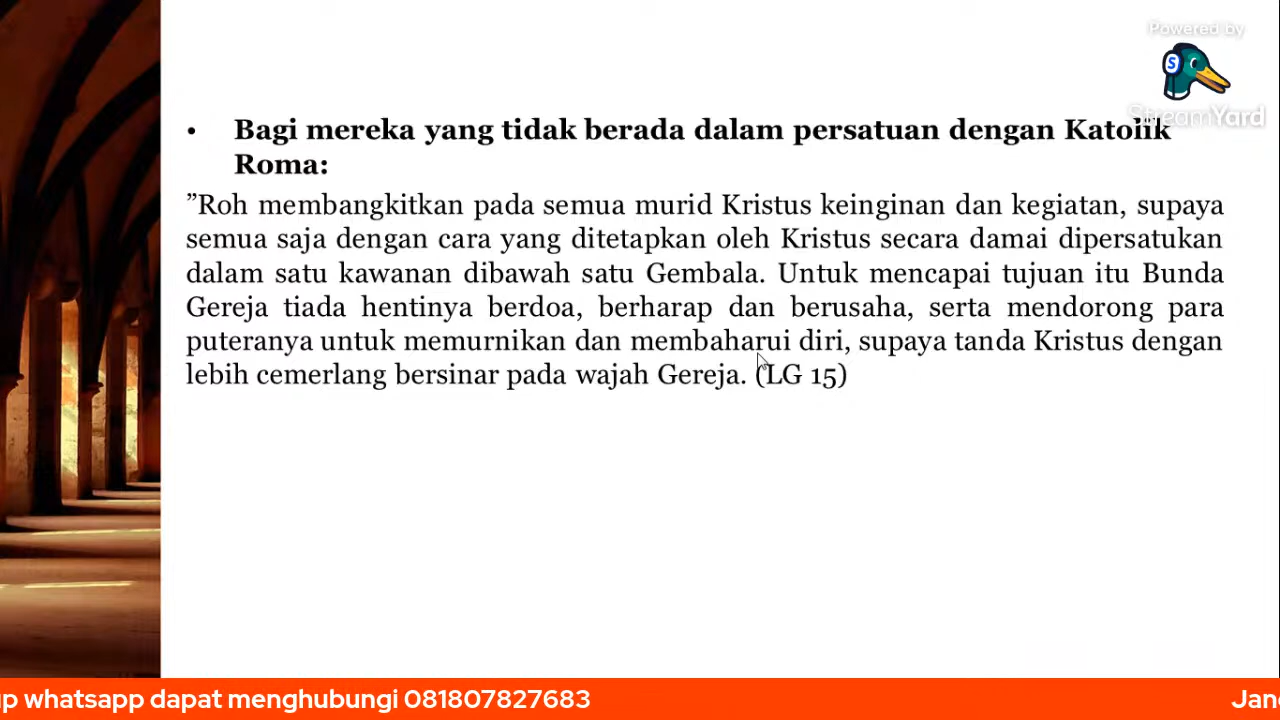 Powered by
S
StreamYard
• Bagi mereka yang tidak berada dalam persatuan dengan Katolik
Roma:
”Roh membangkitkan pada semua murid Kristus keinginan dan kegiatan, supaya
semua saja dengan cara yang ditetapkan oleh Kristus secara damai dipersatukan
dalam satu kawanan dibawah satu Gembala. Untuk mencapai tujuan itu Bunda
Gereja tiada hentinya berdoa, berharap dan berusaha, serta mendorong para
puteranya untuk memurnikan dan membaharui diri, supaya tanda Kristus dengan
lebih cemerlang bersinar pada wajah Gereja. (LG 15)
whatsapp dapat menghubungi 081807827683